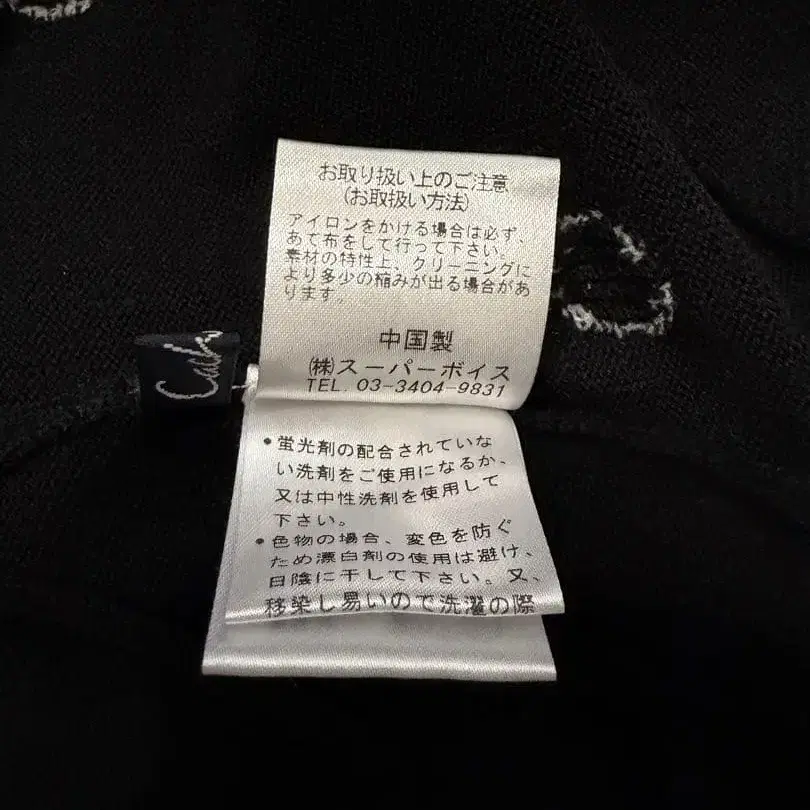 お取り扱い上のご注意
(お取扱い方法)
アイロンをかける場合は必ず、
あて布をして行って下さい。
素材の特性上、クリーニングに
より多少の縮みが出る場合があ
ります。
中国製
㈱スーパーボイス
TEL. 03-3404-9831
•蛍光剤の配合されていな
い洗剤をご使用になるか、
又は中性洗剤を使用して
下さい。
•色物の場合、変色を防ぐ
ため漂白剤の使用は避け、
日陰に干して下さい。又、
移染し易いので洗濯の際